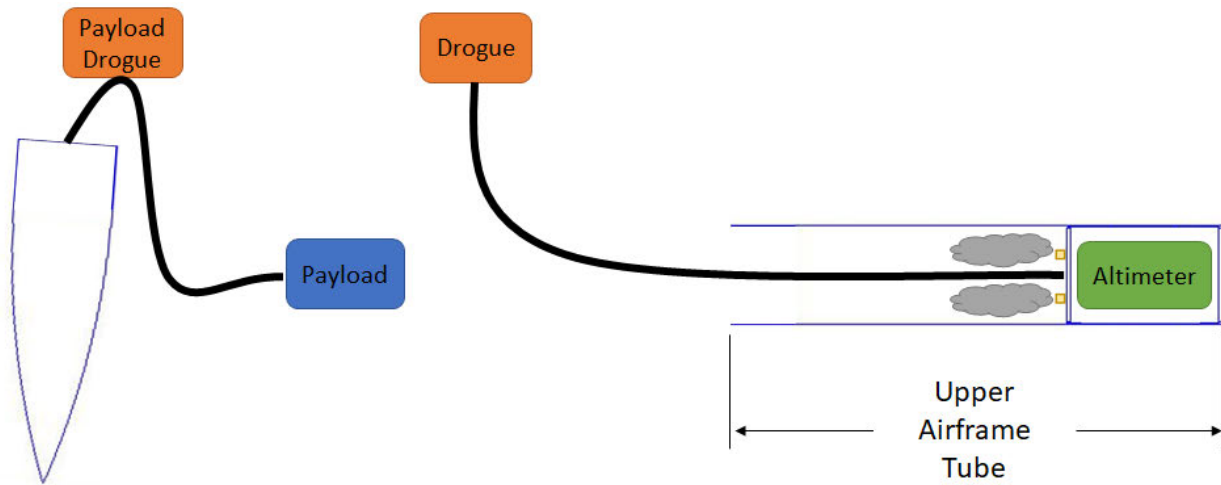 Payload
Drogue
Drogue
Payload
Altimeter
Upper
Airframe
Tube